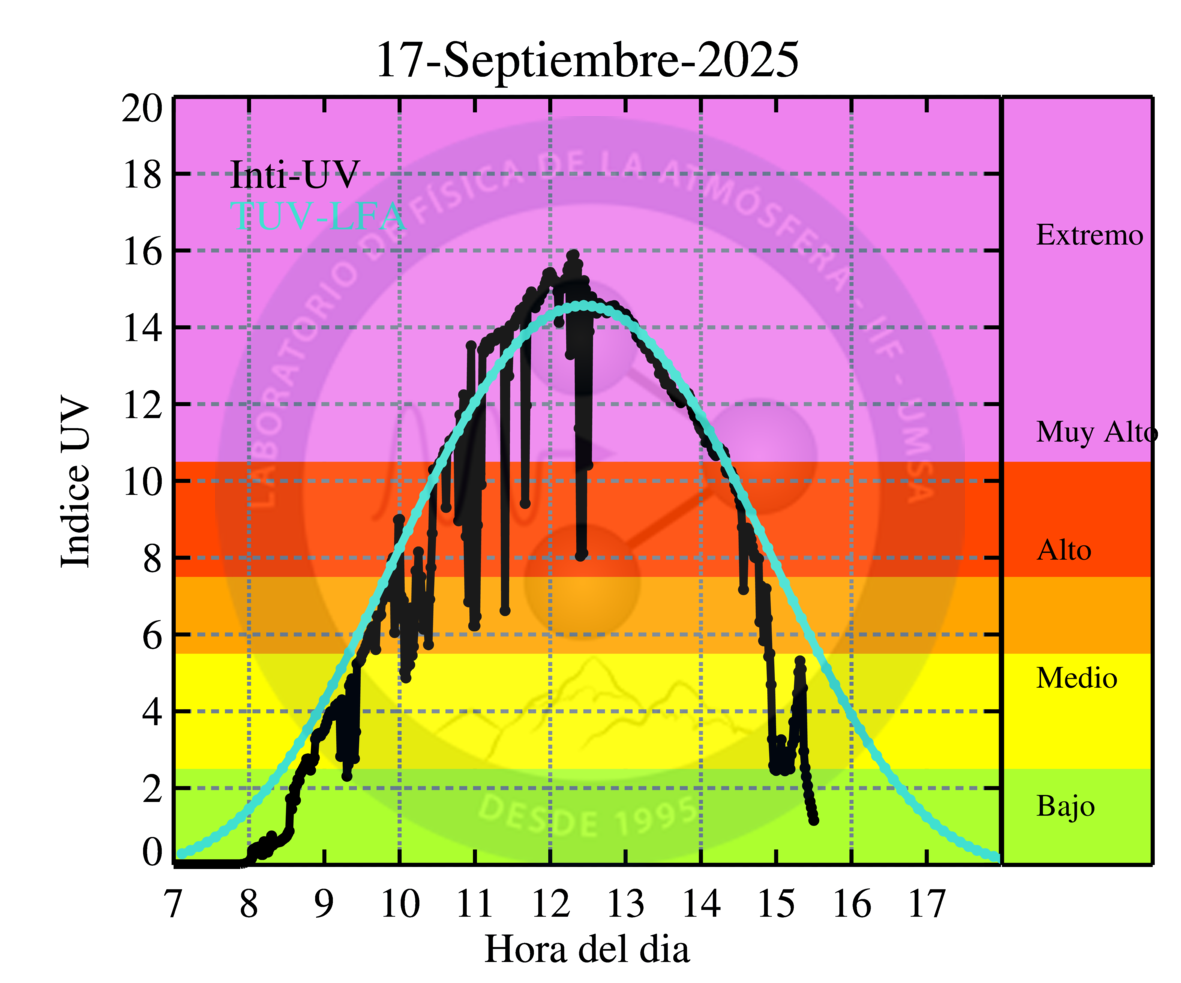 17-Septiembre-2025
20
18
16
14
12
10
8
6
4
2
0
Indice UV
Inti-UV
TUV-LFA
LABORATORIO DE FÍSICA DE LA ATMÓSFERA - IIF - UMSA
DESDE 1995
Extremo
Muy Alto
Alto
Medio
Bajo
7 8 9 10 11 12 13 14 15 16 17
Hora del dia